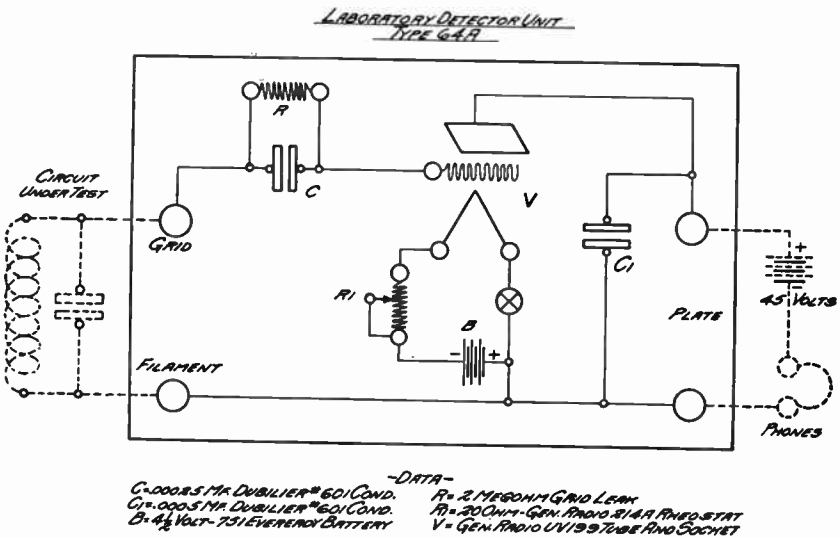 LABORATORY DETECTOR UNIT
TYPE 64A
R
C
V
CIRCUIT
UNDER TEST
GRID
C1
+
-
45 VOLTS
R1
B
- +
PLATE
FILAMENT
PHONES
-DATA-
C=.00025 MF. DUBILIER #601 COND.
C1=.0005 MF. DUBILIER #601 COND.
B=4½ VOLT-751 EVEREADY BATTERY
R=2 MEGOHM GRID LEAK
R1=20 OHM-GEN. RADIO 214A RHEOSTAT
V=GEN. RADIO UV199 TUBE AND SOCKET